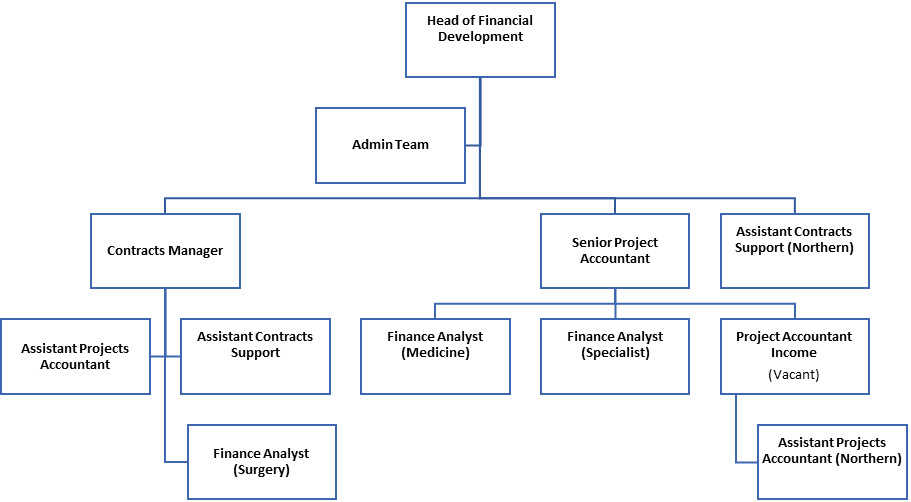 Head of Financial
Development
Admin Team
Contracts Manager
Senior Project
Accountant
Assistant Contracts
Support (Northern)
Assistant Projects
Accountant
Assistant Contracts
Support
Finance Analyst
(Medicine)
Finance Analyst
(Specialist)
Project Accountant
Income
(Vacant)
Finance Analyst
(Surgery)
Assistant Projects
Accountant (Northern)